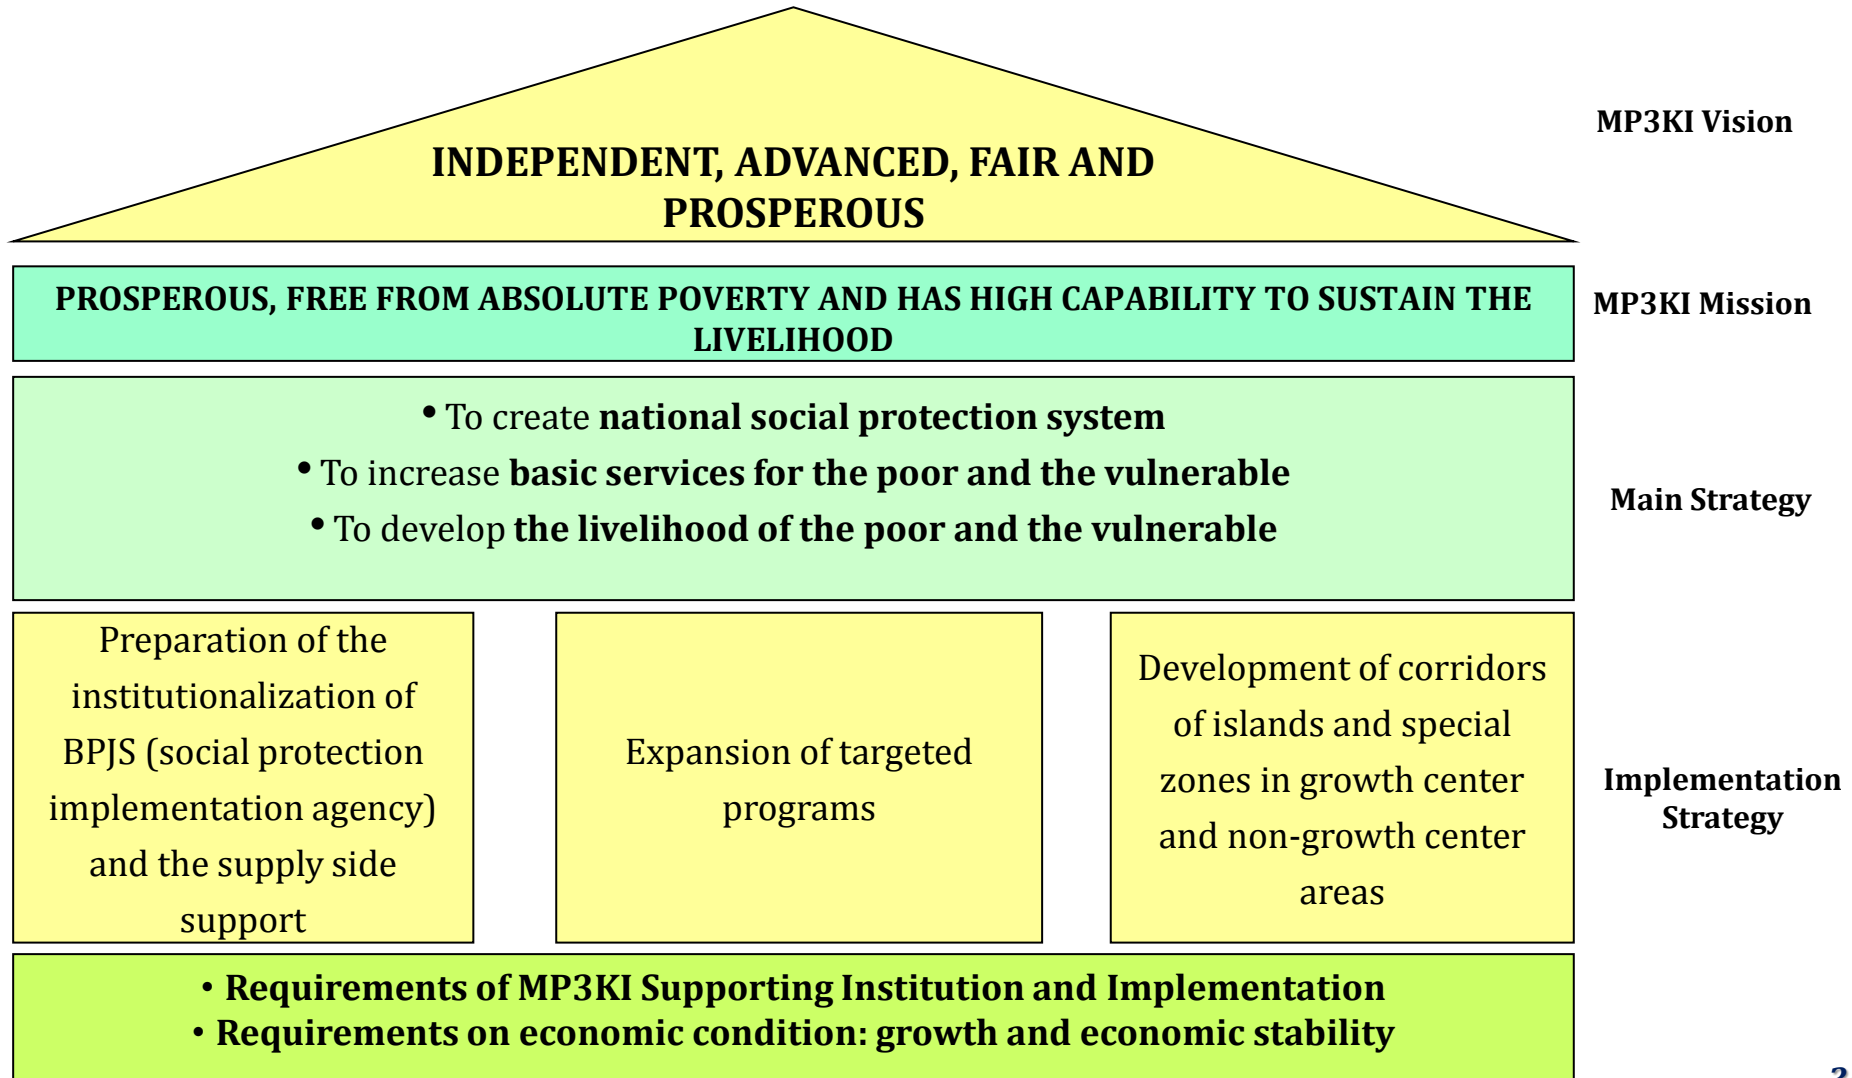 INDEPENDENT, ADVANCED, FAIR AND
PROSPEROUS
MP3KI Vision
PROSPEROUS, FREE FROM ABSOLUTE POVERTY AND HAS HIGH CAPABILITY TO SUSTAIN THE
LIVELIHOOD
MP3KI Mission
• To create national social protection system
• To increase basic services for the poor and the vulnerable
• To develop the livelihood of the poor and the vulnerable
Main Strategy
Preparation of the
institutionalization of
BPJS (social protection
implementation agency)
and the supply side
support
Expansion of targeted
programs
Development of corridors
of islands and special
zones in growth center
and non-growth center
areas
Implementation
Strategy
• Requirements of MP3KI Supporting Institution and Implementation
• Requirements on economic condition: growth and economic stability